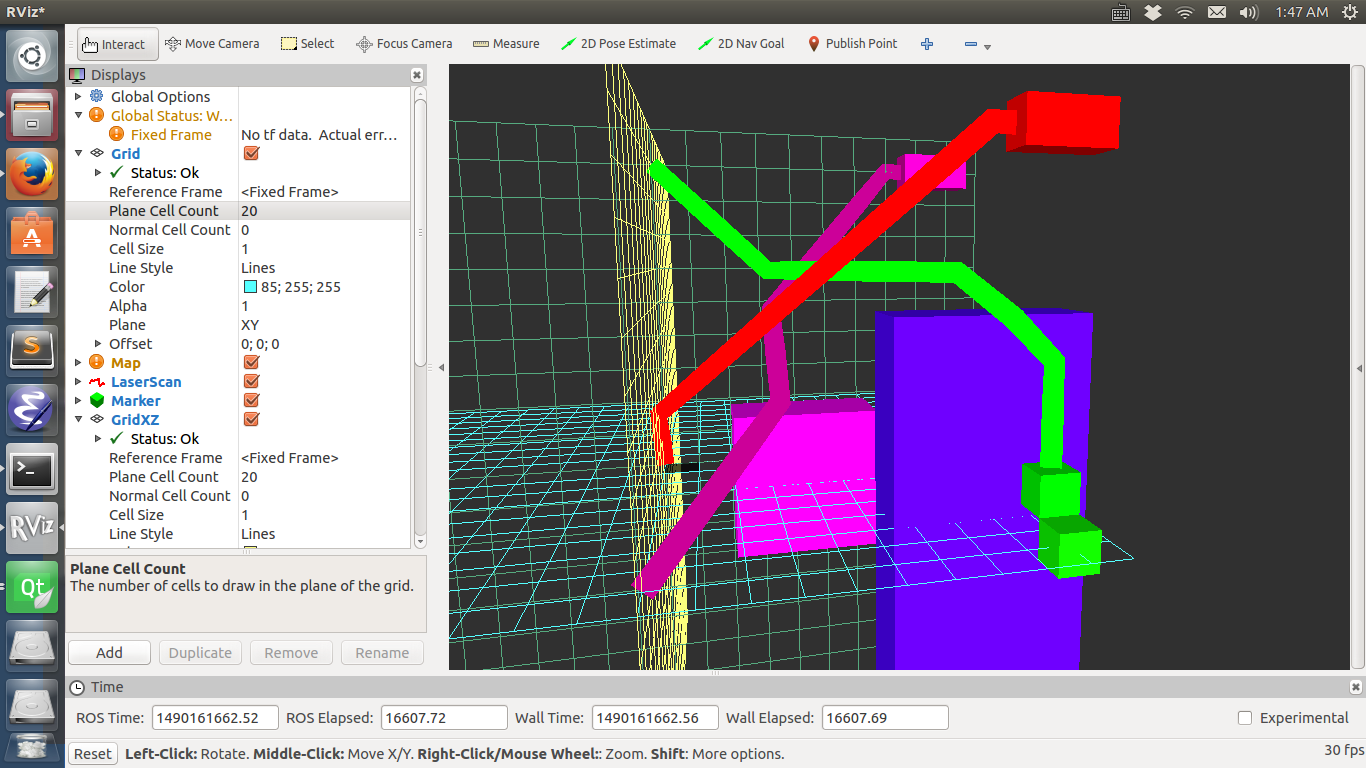 RViz*
1:47 AM
Interact Move Camera Select Focus Camera Measure 2D Pose Estimate 2D Nav Goal Publish Point
Displays
Global Options
Global Status: W...
Fixed Frame No tf data.  Actual err...
Grid
Status: Ok
Reference Frame <Fixed Frame>
Plane Cell Count 20
Normal Cell Count 0
Cell Size 1
Line Style Lines
Color 85; 255; 255
Alpha 1
Plane XY
Offset 0; 0; 0
Map
LaserScan
Marker
GridXZ
Status: Ok
Reference Frame <Fixed Frame>
Plane Cell Count 20
Normal Cell Count 0
Cell Size 1
Line Style Lines
Plane Cell Count
The number of cells to draw in the plane of the grid.
Add Duplicate Remove Rename
Time
ROS Time: 1490161662.52 ROS Elapsed: 16607.72 Wall Time: 1490161662.56 Wall Elapsed: 16607.69 Experimental
Reset Left-Click: Rotate. Middle-Click: Move X/Y. Right-Click/Mouse Wheel:: Zoom. Shift: More options. 30 fps
A
S
>_
RViz
Qt